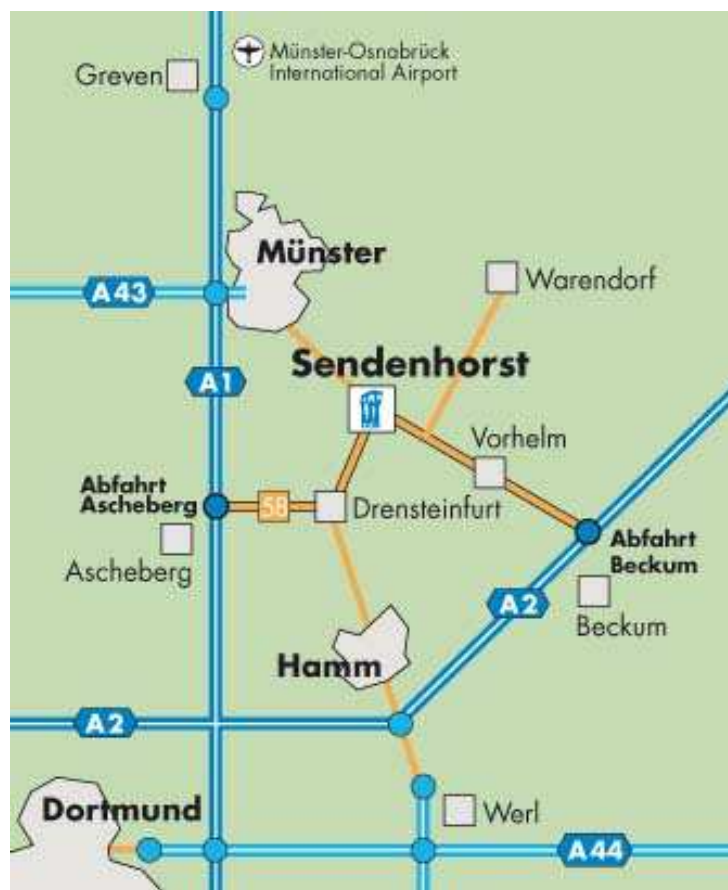 Münster-Osnabrück
International Airport
Greven
Münster
A43
Warendorf
Sendenhorst
A1
Vorhelm
Abfahrt
Ascheberg
58
Drensteinfurt
Abfahrt
Beckum
Ascheberg
A2
Beckum
Hamm
A2
Dortmund
Werl
A44